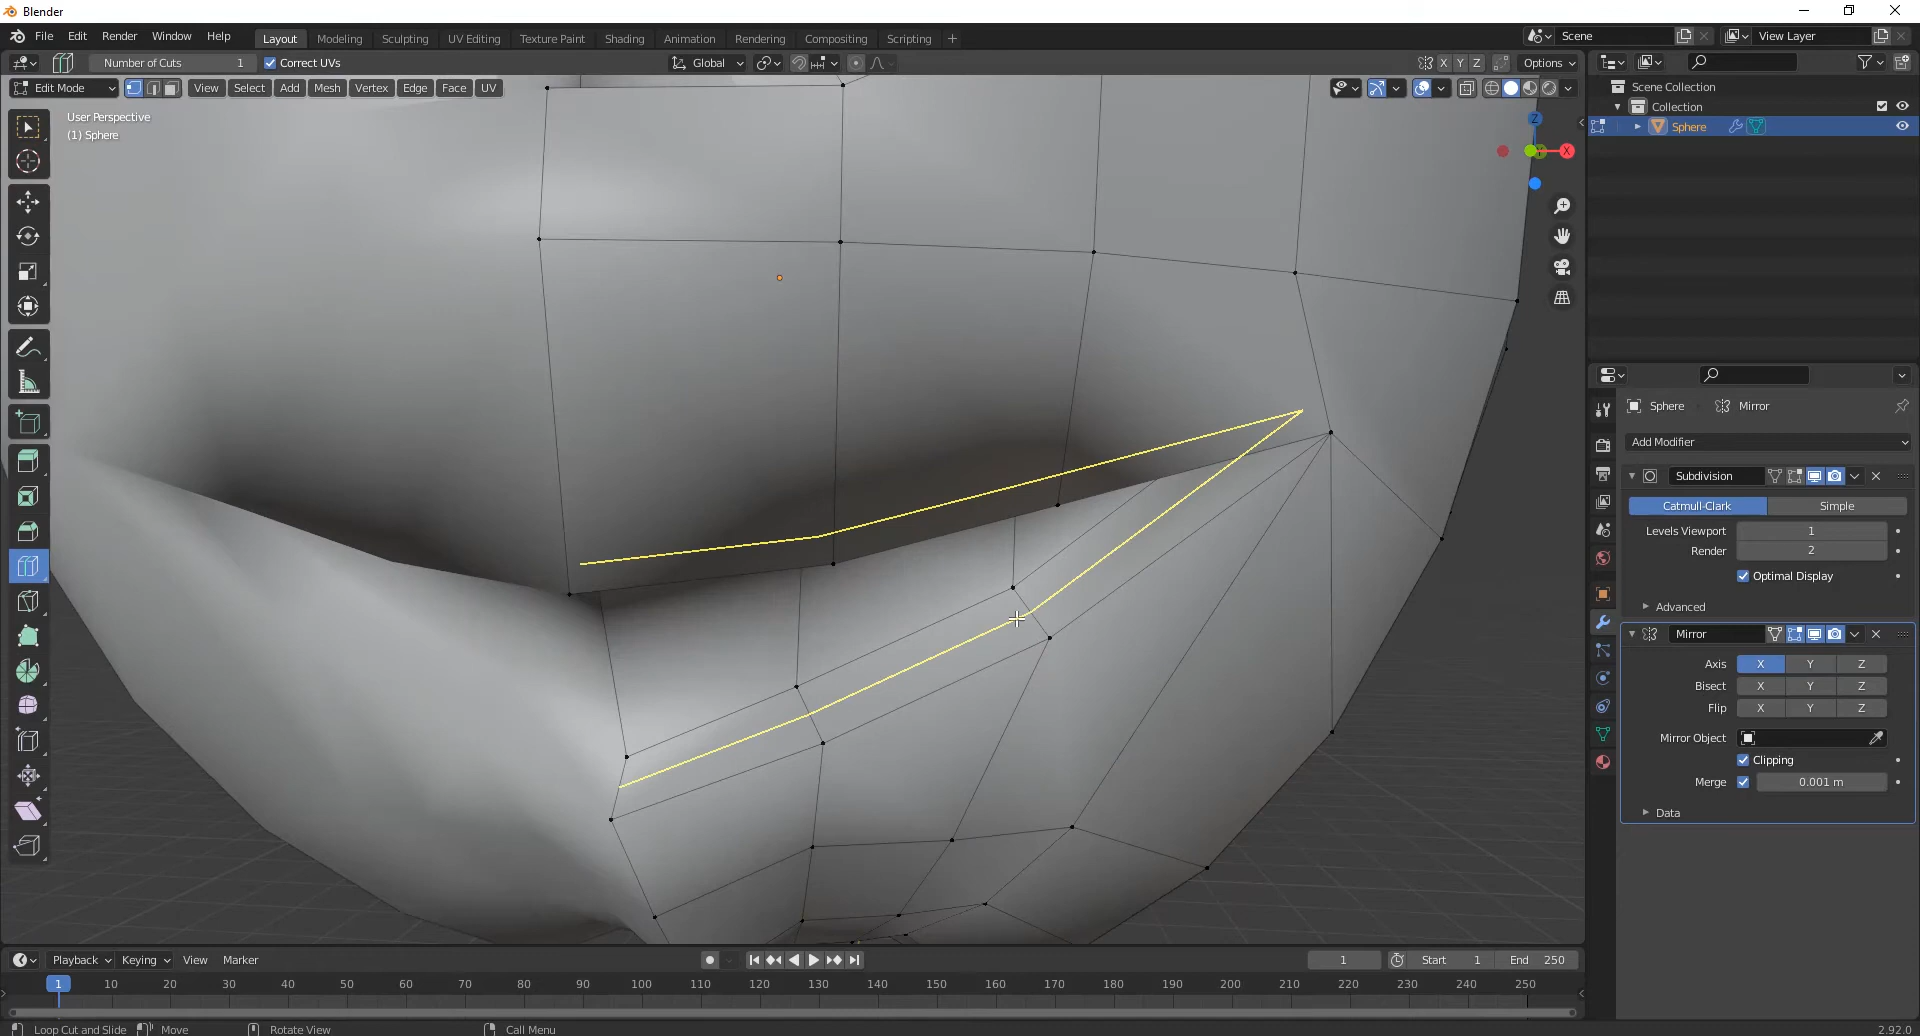 Blender
File Edit Render Window Help
Layout Modeling Sculpting UV Editing Texture Paint Shading Animation Rendering Compositing Scripting +
Scene
View Layer
Number of Cuts 1 Correct UVs
Global
X Y Z Options
Edit Mode View Select Add Mesh Vertex Edge Face UV
User Perspective
(1) Sphere
Z
X
Scene Collection
Collection
Sphere
Sphere Mirror
Add Modifier
Subdivision
Catmull-Clark Simple
Levels Viewport 1
Render 2
Optimal Display
Advanced
Mirror
Axis X Y Z
Bisect X Y Z
Flip X Y Z
Mirror Object
Clipping
Merge 0.001 m
Data
Playback Keying View Marker
1 Start 1 End 250
1 10 20 30 40 50 60 70 80 90 100 110 120 130 140 150 160 170 180 190 200 210 220 230 240 250
Loop Cut and Slide Move Rotate View Call Menu 2.92.0